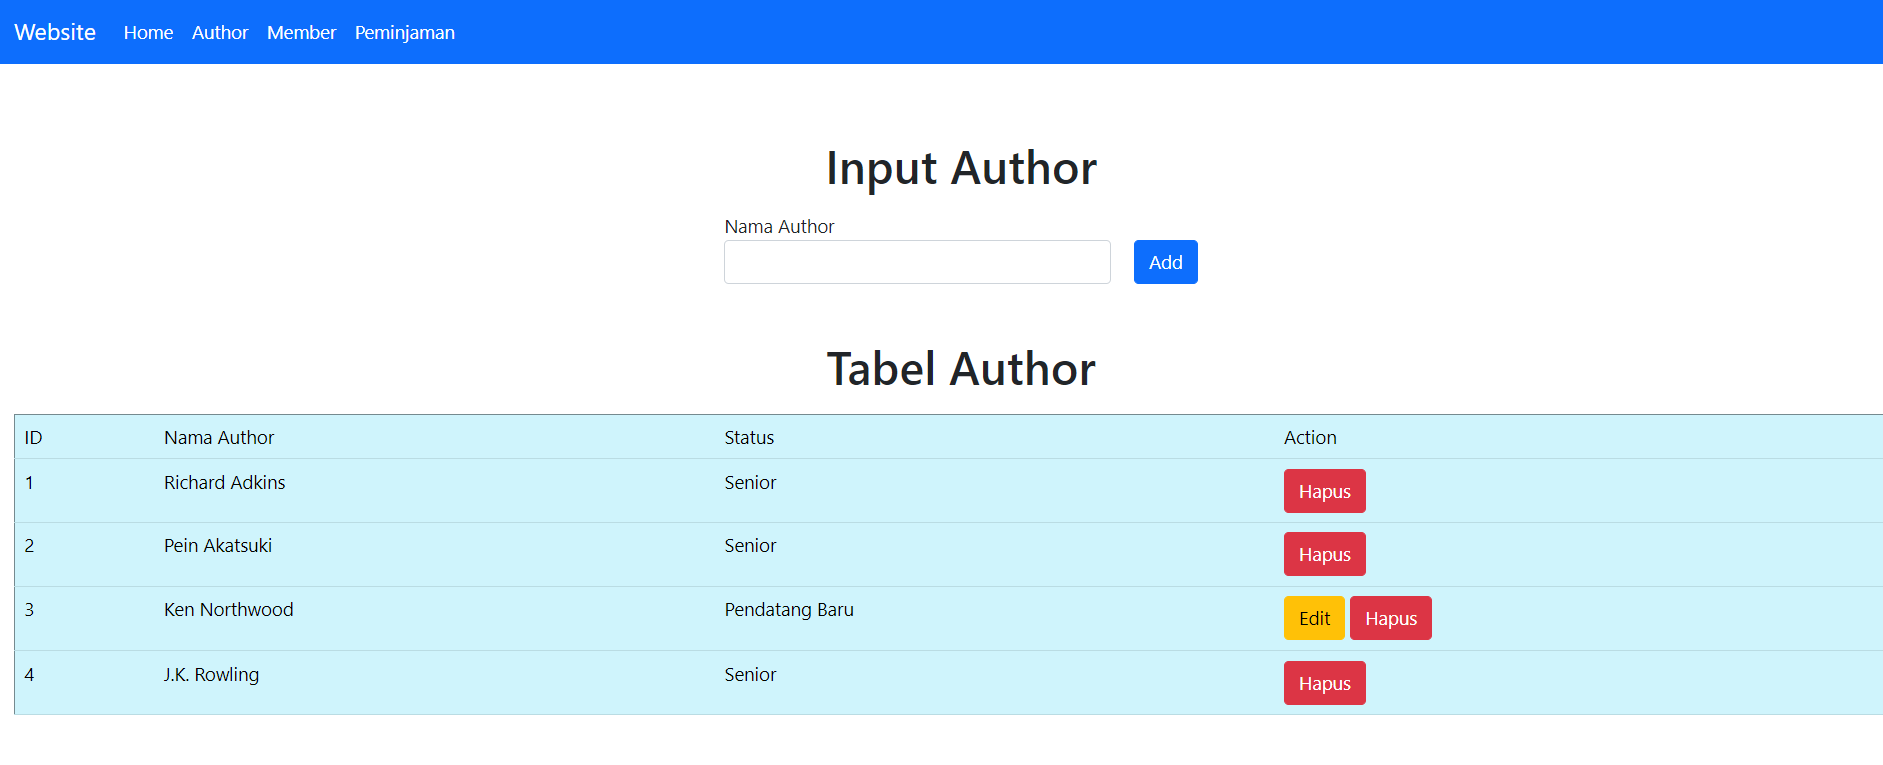 Website Home Author Member Peminjaman
Input Author
Nama Author
Add
Tabel Author
ID Nama Author Status Action
1 Richard Adkins Senior Hapus
2 Pein Akatsuki Senior Hapus
3 Ken Northwood Pendatang Baru Edit Hapus
4 J.K. Rowling Senior Hapus